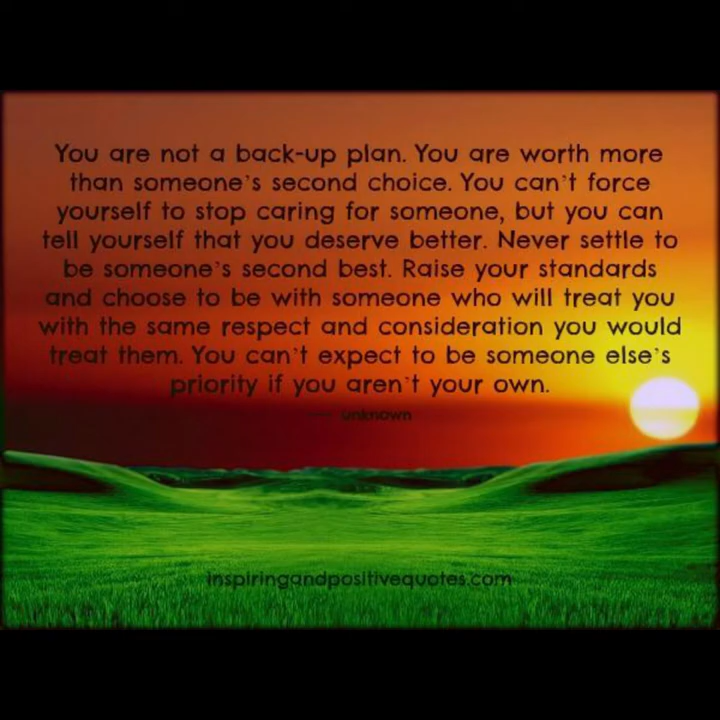 You are not a back-up plan. You are worth more
than someone's second choice. You can't force
yourself to stop caring for someone, but you can
tell yourself that you deserve better. Never settle to
be someone's second best. Raise your standards
and choose to be with someone who will treat you
with the same respect and consideration you would
treat them. You can't expect to be someone else's
priority if you aren't your own.
— unknown
inspiringandpositivequotes.com